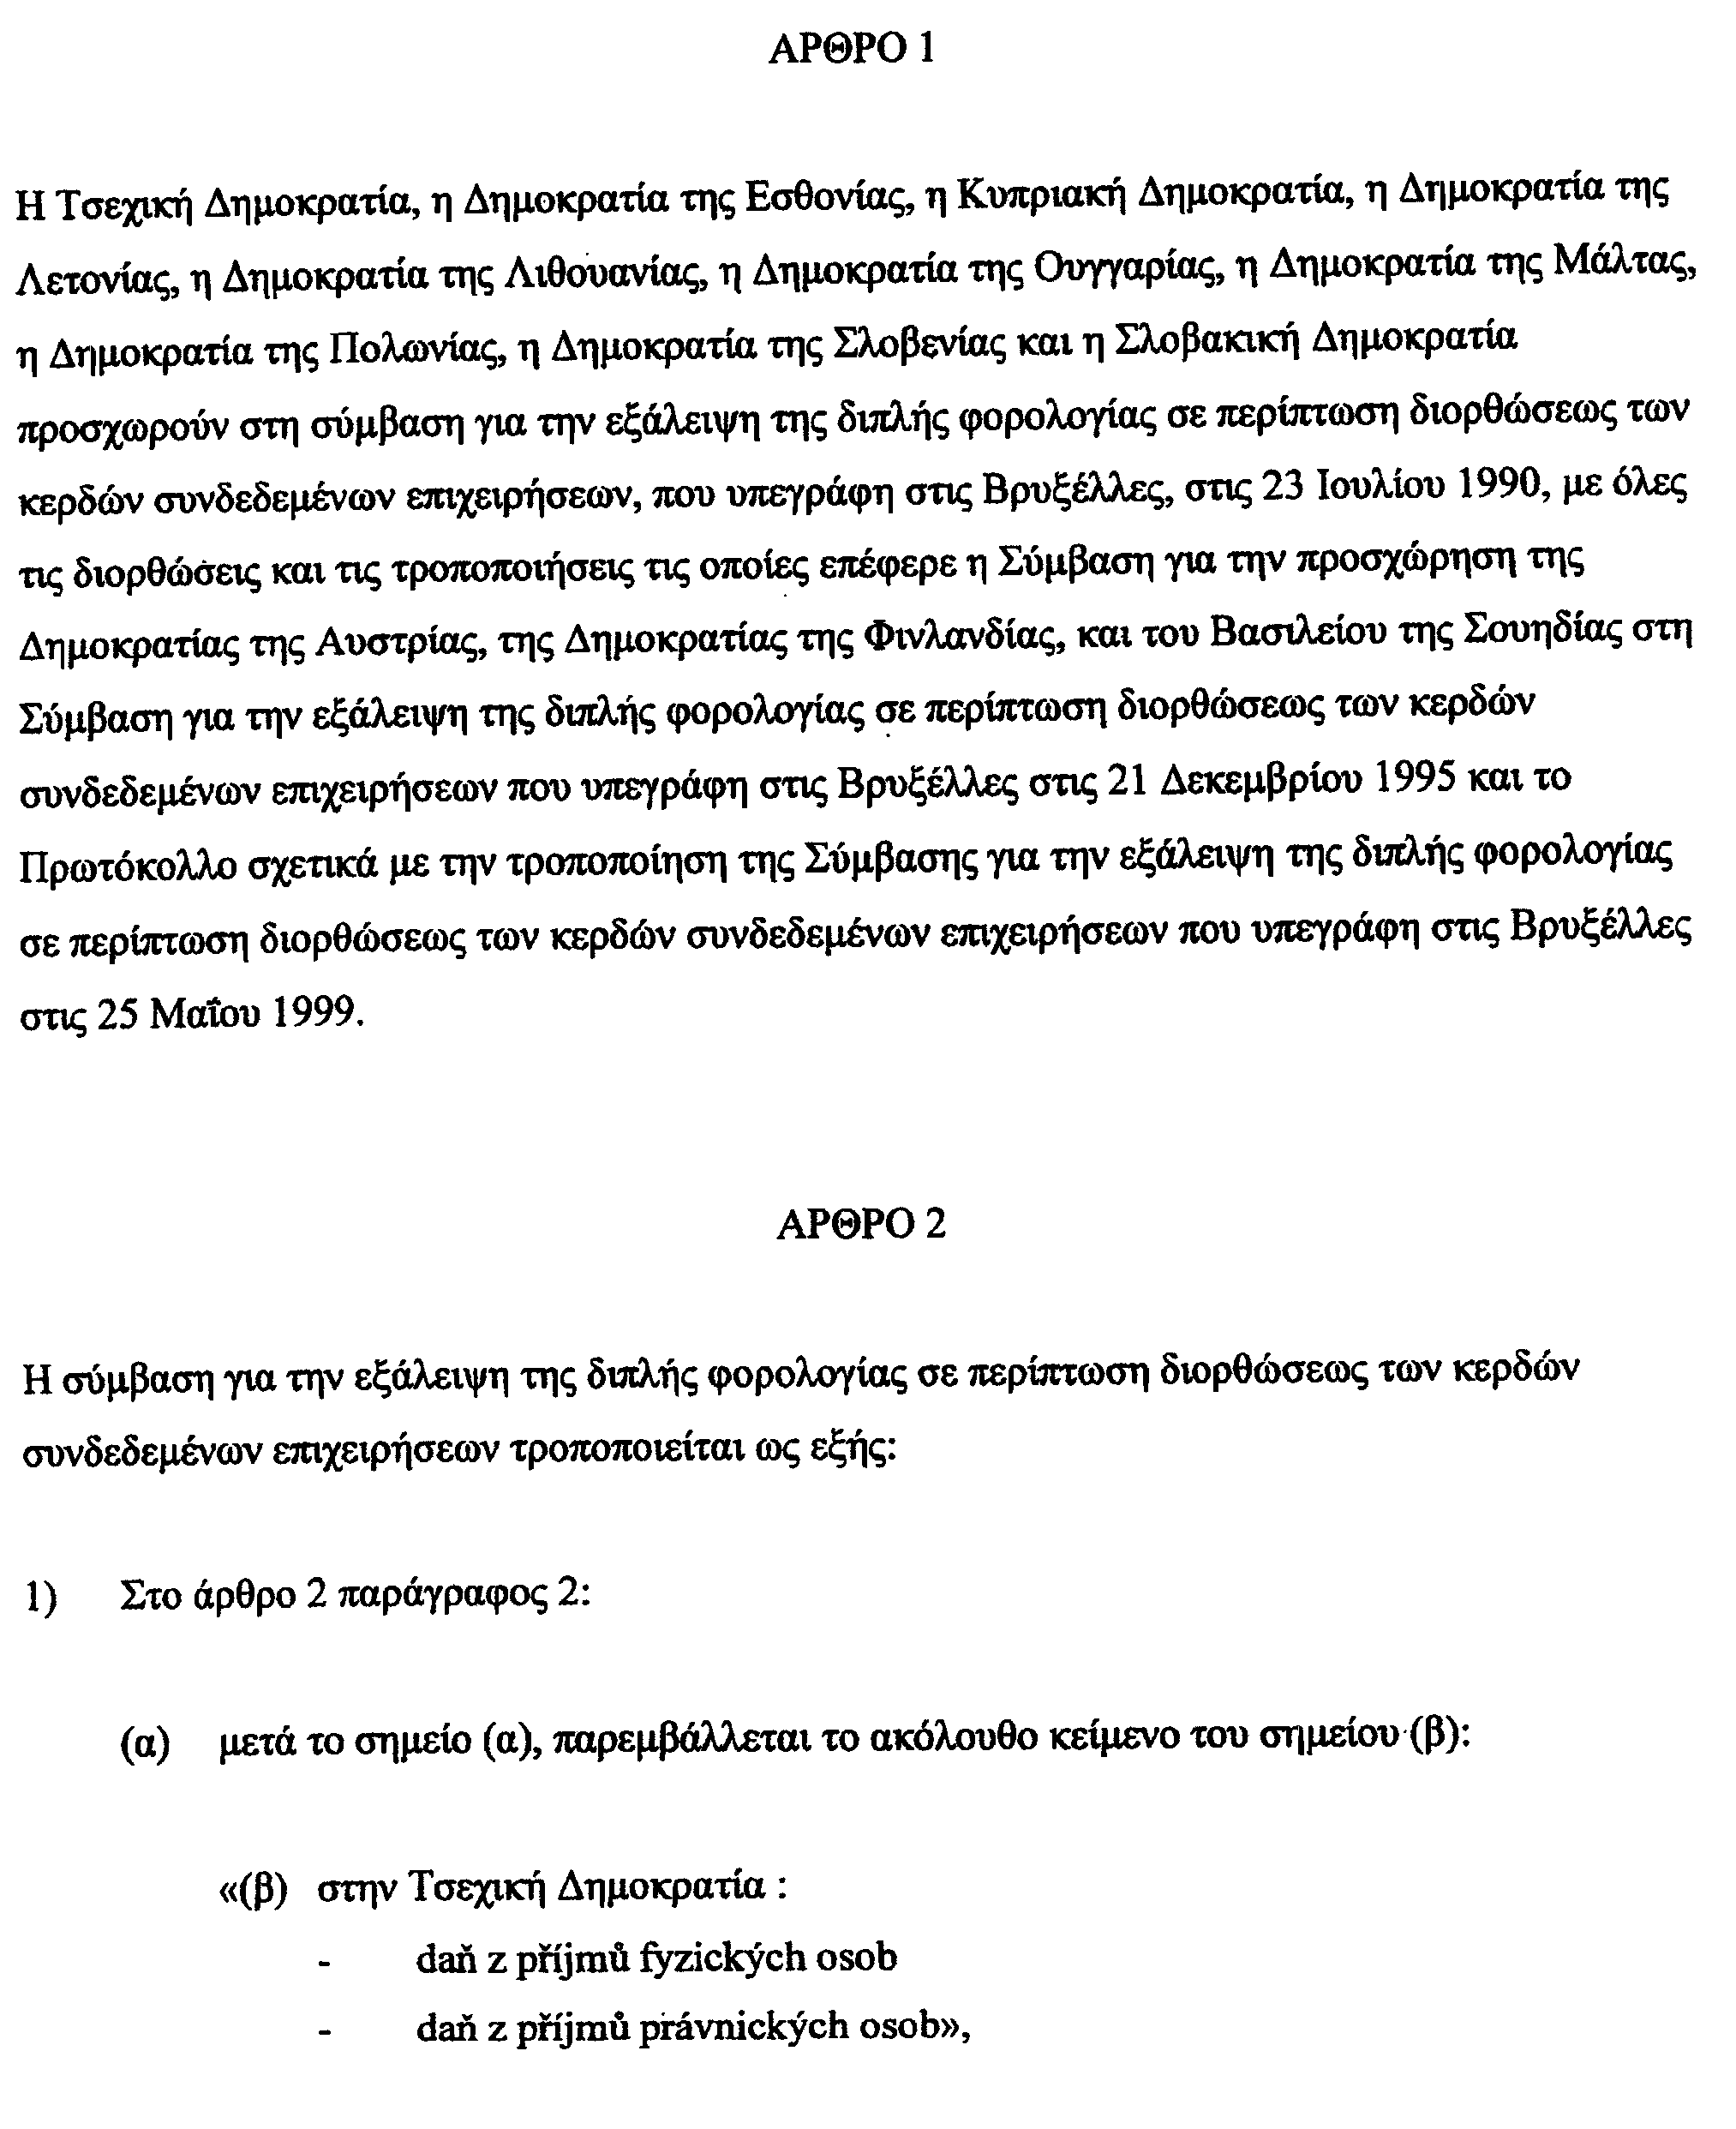 ΑΡΘΡΟ 1
Η Τσεχική Δημοκρατία, η Δημοκρατία της Εσθονίας, η Κυπριακή Δημοκρατία, η Δημοκρατία της
Λετονίας, η Δημοκρατία της Λιθουανίας, η Δημοκρατία της Ουγγαρίας, η Δημοκρατία της Μάλτας,
η Δημοκρατία της Πολωνίας, η Δημοκρατία της Σλοβενίας και η Σλοβακική Δημοκρατία
προσχωρούν στη σύμβαση για την εξάλειψη της διπλής φορολογίας σε περίπτωση διορθώσεως των
κερδών συνδεδεμένων επιχειρήσεων, που υπεγράφη στις Βρυξέλλες, στις 23 Ιουλίου 1990, με όλες
τις διορθώσεις και τις τροποποιήσεις τις οποίες επέφερε η Σύμβαση για την προσχώρηση της
Δημοκρατίας της Αυστρίας, της Δημοκρατίας της Φινλανδίας, και του Βασιλείου της Σουηδίας στη
Σύμβαση για την εξάλειψη της διπλής φορολογίας σε περίπτωση διορθώσεως των κερδών
συνδεδεμένων επιχειρήσεων που υπεγράφη στις Βρυξέλλες στις 21 Δεκεμβρίου 1995 και το
Πρωτόκολλο σχετικά με την τροποποίηση της Σύμβασης για την εξάλειψη της διπλής φορολογίας
σε περίπτωση διορθώσεως των κερδών συνδεδεμένων επιχειρήσεων που υπεγράφη στις Βρυξέλλες
στις 25 Μαΐου 1999.
ΑΡΘΡΟ 2
Η σύμβαση για την εξάλειψη της διπλής φορολογίας σε περίπτωση διορθώσεως των κερδών
συνδεδεμένων επιχειρήσεων τροποποιείται ως εξής:
1) Στο άρθρο 2 παράγραφος 2:
(α) μετά το σημείο (α), παρεμβάλλεται το ακόλουθο κείμενο του σημείου (β):
«(β) στην Τσεχική Δημοκρατία :
- daň z příjmů fyzických osob
- daň z příjmů právnických osob»,